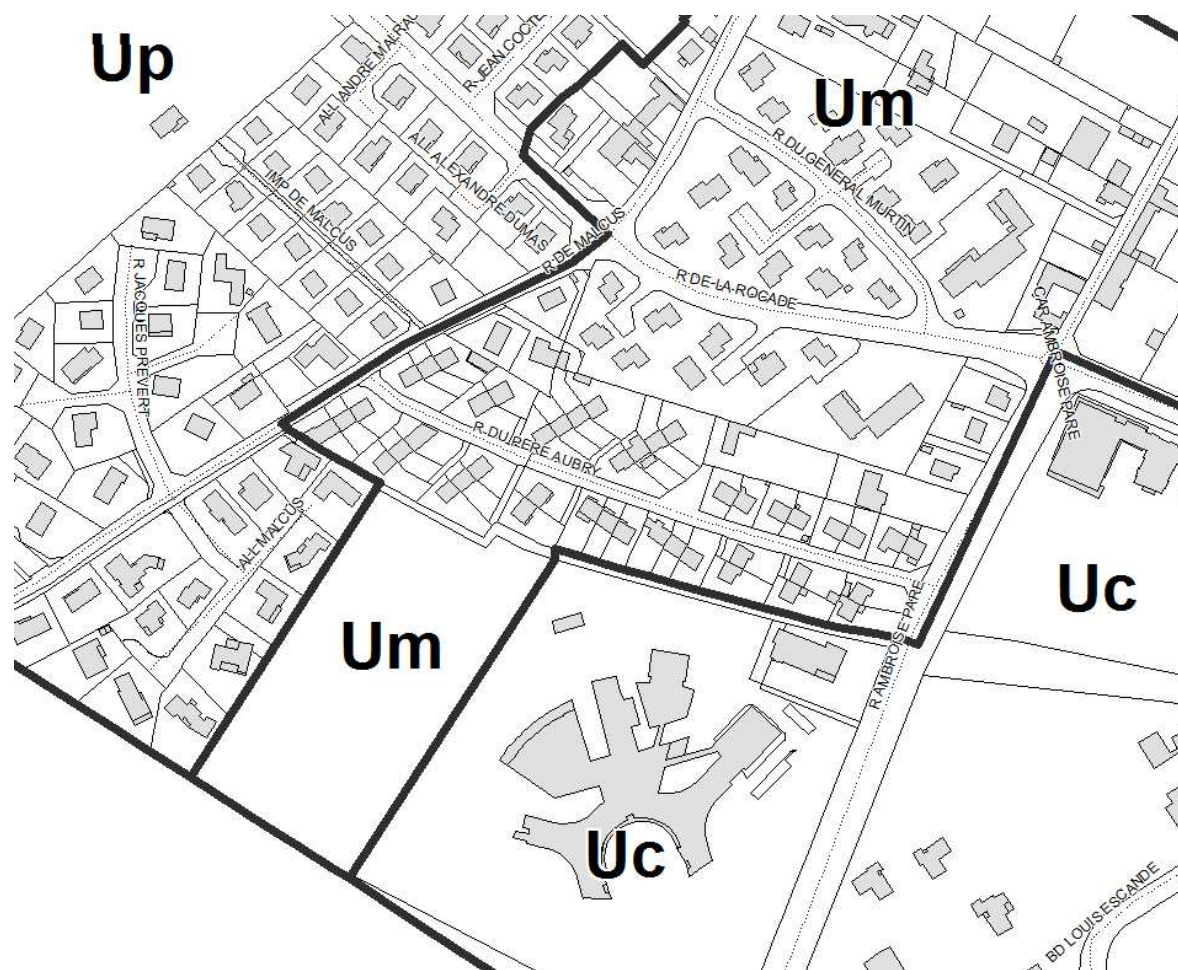 Up
ALL ANDRE MALRAU
R JEAN COCTE
Um
R DU GENERAL MURTIN
ALL ALEXANDRE DUMAS
IMP DE MALCUS
R DE MALCUS
R JACQUES PREVERT
R DE LA ROCADE
CAR AMBROISE PARE
R DU PERE AUBRY
ALL MALCUS
Uc
Um
R AMBROISE PARE
Uc
BD LOUIS ESCANDE